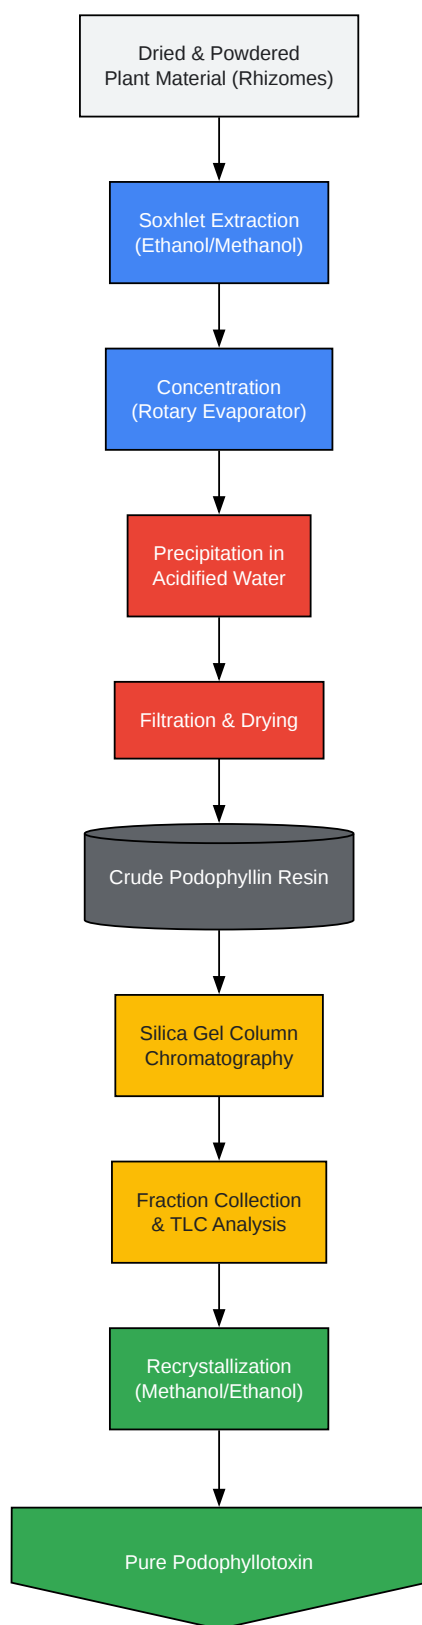 Dried & Powdered
Plant Material (Rhizomes)
Soxhlet Extraction
(Ethanol/Methanol)
Concentration
(Rotary Evaporator)
Precipitation in
Acidified Water
Filtration & Drying
Crude Podophyllin Resin
Silica Gel Column
Chromatography
Fraction Collection
& TLC Analysis
Recrystallization
(Methanol/Ethanol)
Pure Podophyllotoxin